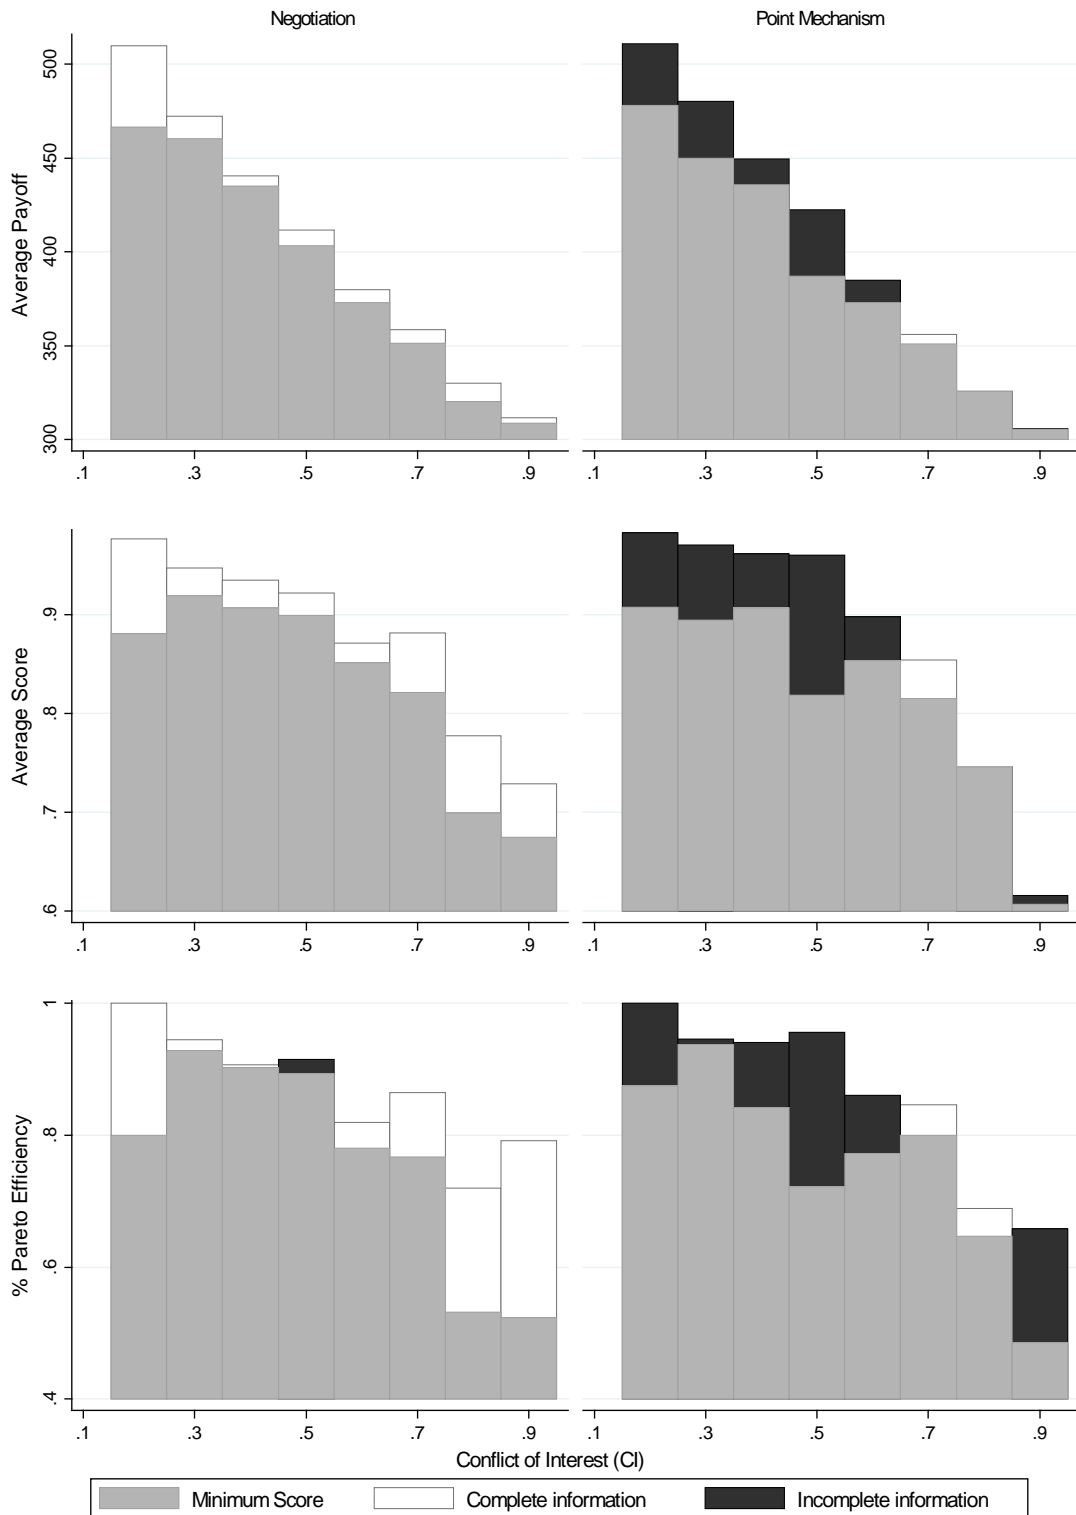 Negotiation Point Mechanism
Average Payoff
500
450
400
350
300
.1 .3 .5 .7 .9 .1 .3 .5 .7 .9
Average Score
.9
.8
.7
.6
.1 .3 .5 .7 .9 .1 .3 .5 .7 .9
% Pareto Efficiency
1
.8
.6
.4
.1 .3 .5 .7 .9 .1 .3 .5 .7 .9
Conflict of Interest (CI)
Minimum Score Complete information Incomplete information